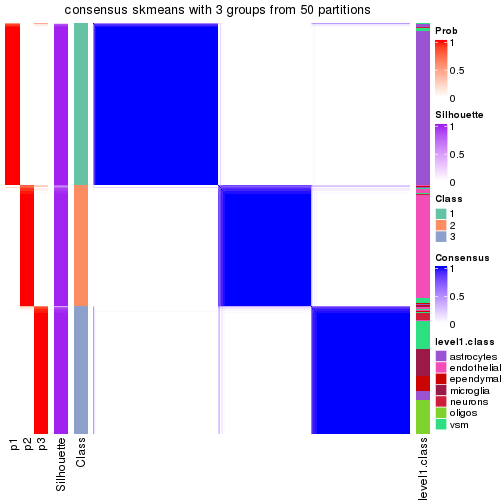 consensus skmeans with 3 groups from 50 partitions
Prob
1
0.5
0
Silhouette
1
0.5
0
Class
1
2
3
Consensus
1
0.5
0
level1.class
astrocytes
endothelial
ependymal
microglia
neurons
oligos
vsm
p1
p2
p3
Silhouette
Class
level1.class